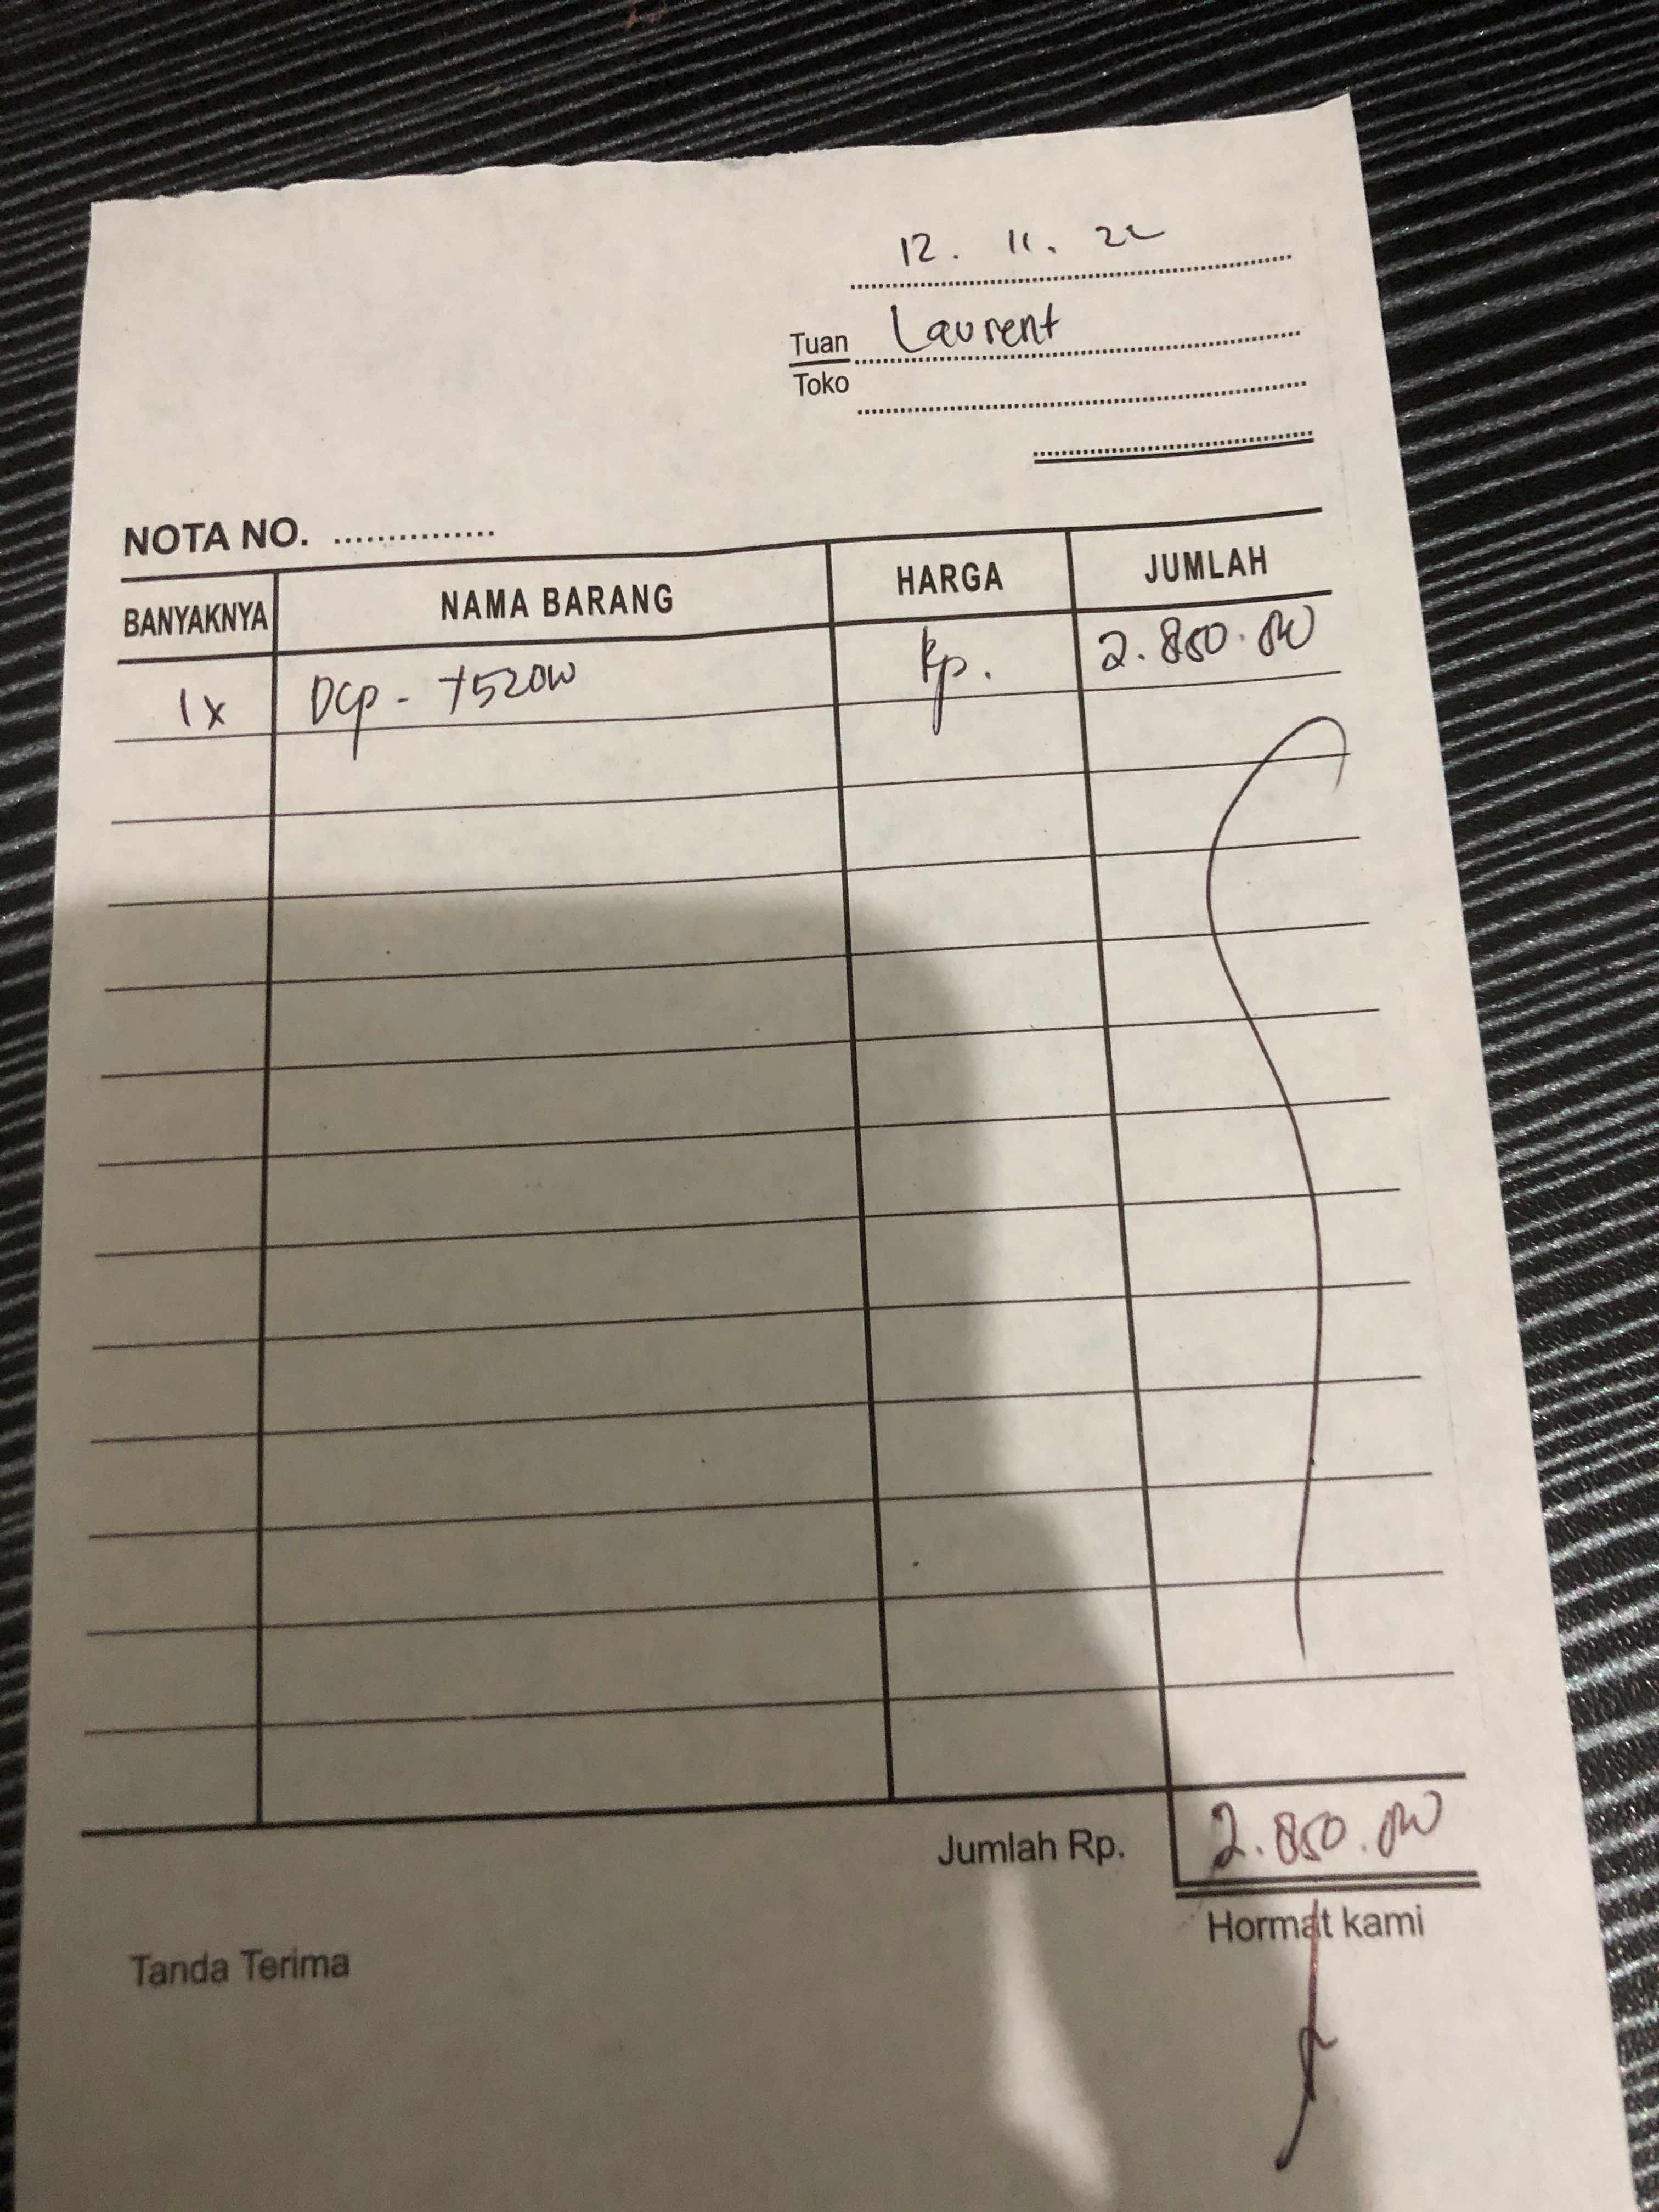 12. 11. 22
Tuan Laurent
Toko
NOTA NO. ...............
BANYAKNYA NAMA BARANG HARGA JUMLAH
1x DCP - T520W Rp. 2.850.000
Jumlah Rp. 2.850.000
Tanda Terima Hormat kami